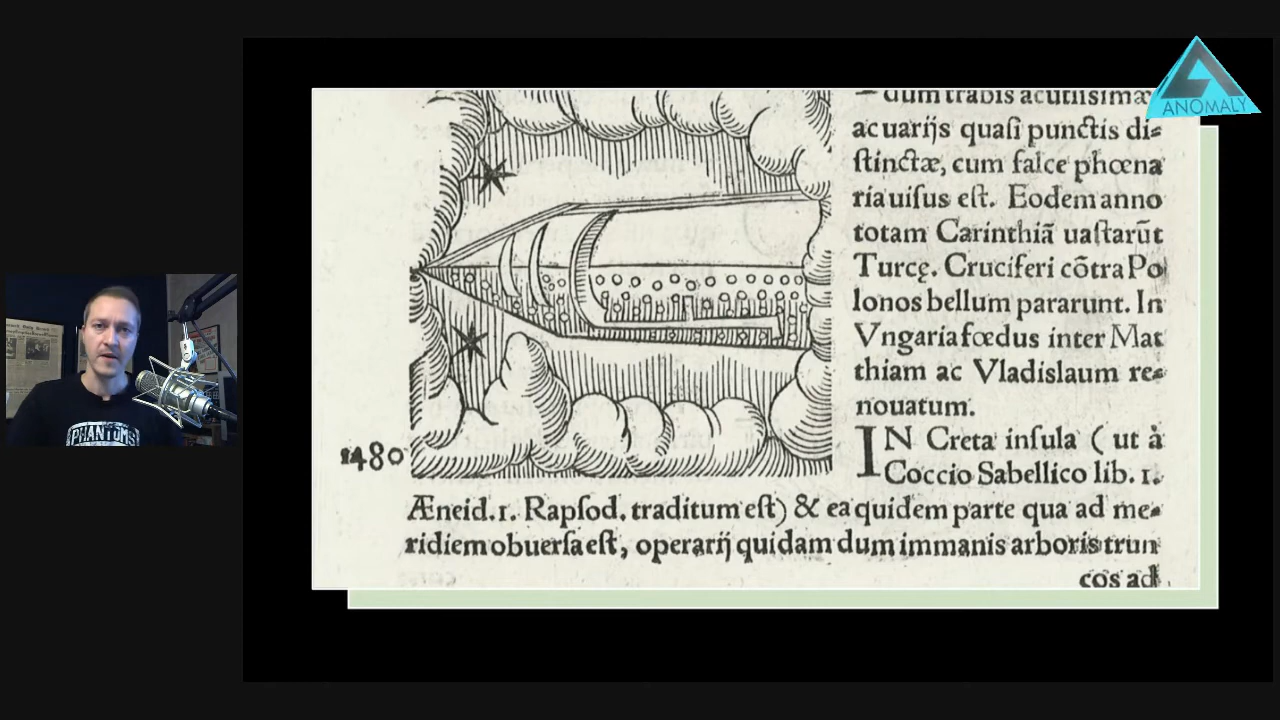 ANOMALY
dum trabis acutissimæ
acuarijs quaſi punctis di⸗
ſtinctæ, cum falce phœna
ria uiſus eſt. Eodem anno
totam Carinthiã uaſtarũt
Turcę. Cruciferi cõtra Po
lonos bellum pararunt. In
Vngaria fœdus inter Mat
thiam ac Vladislaum re⸗
nouatum.
IN Creta inſula ( ut à
1480
Coccio Sabellico lib. 1.
Æneid. 1. Rapſod. traditum eſt) & ea quidem parte qua ad me⸗
ridiem obuerſa eſt, operarij quidam dum immanis arboris trun
cos ad
PHANTOMS